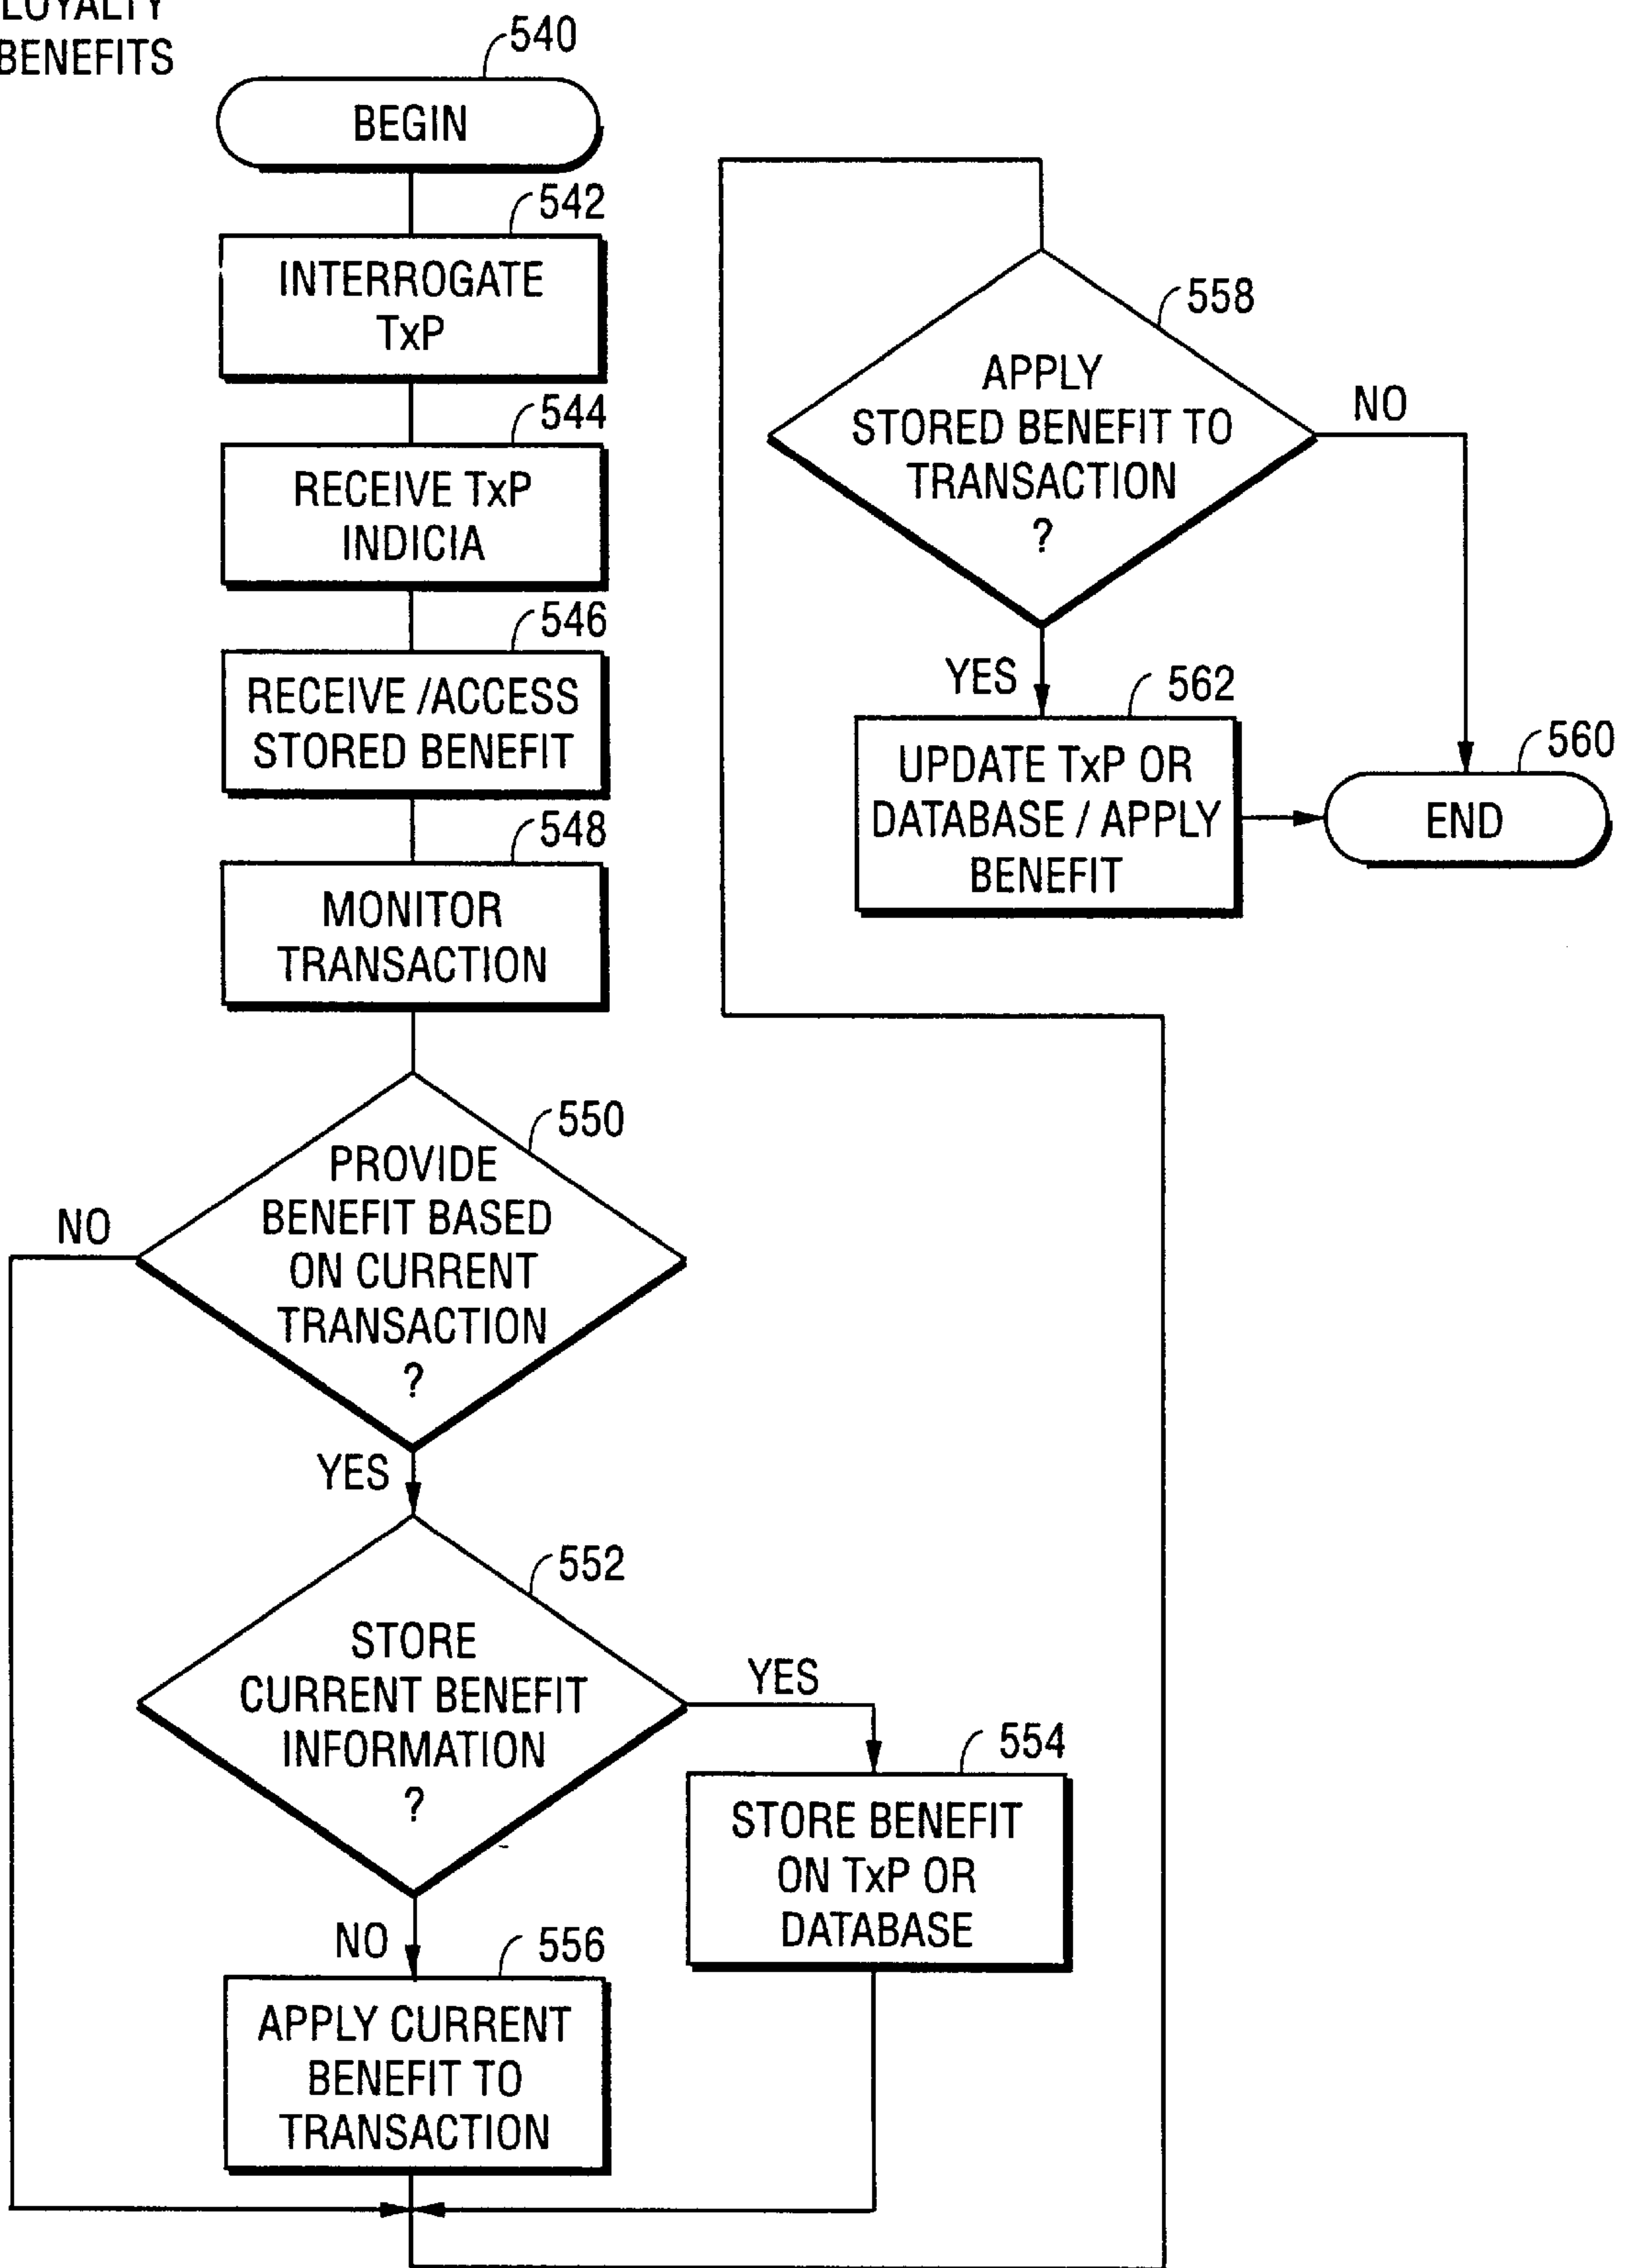 LOYALTY
BENEFITS
540
BEGIN
542
INTERROGATE
TxP
544
RECEIVE TxP
INDICIA
546
RECEIVE /ACCESS
STORED BENEFIT
548
MONITOR
TRANSACTION
550
PROVIDE
BENEFIT BASED
ON CURRENT
TRANSACTION
?
NO
YES
552
STORE
CURRENT BENEFIT
INFORMATION
?
YES
554
STORE BENEFIT
ON TxP OR
DATABASE
NO
556
APPLY CURRENT
BENEFIT TO
TRANSACTION
558
APPLY
STORED BENEFIT TO
TRANSACTION
?
NO
YES
562
UPDATE TxP OR
DATABASE / APPLY
BENEFIT
560
END